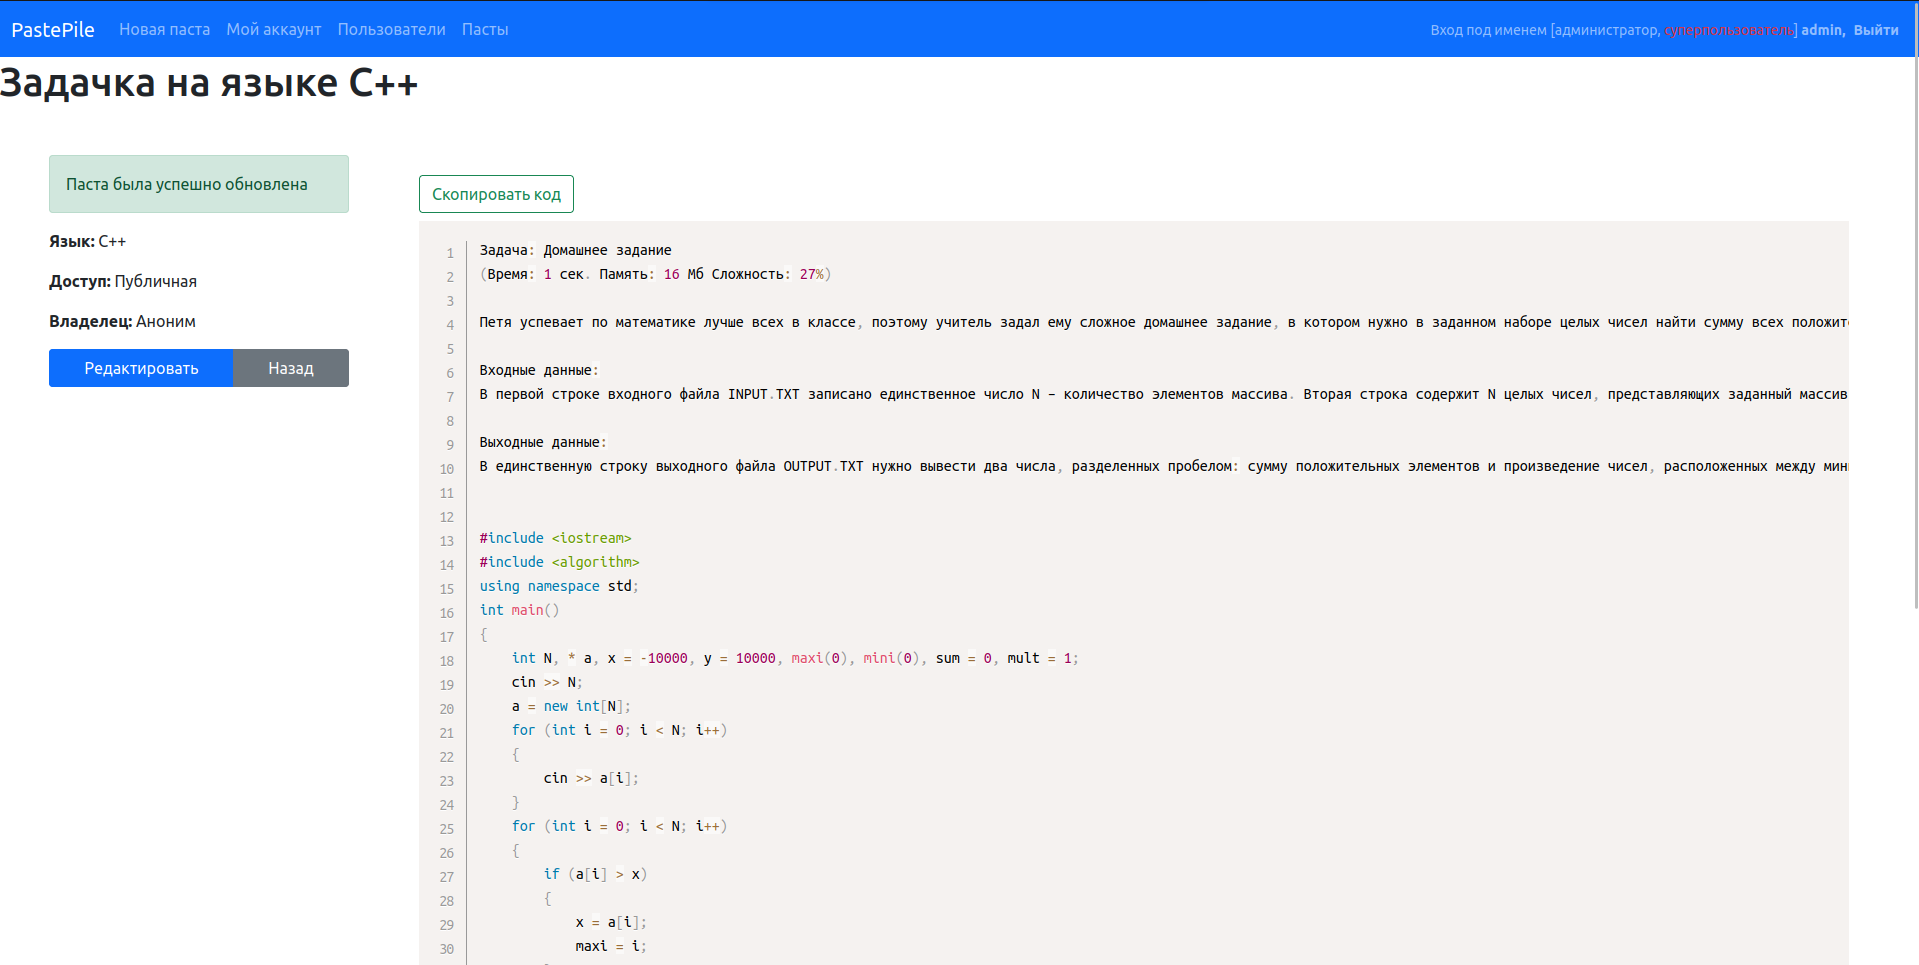 PastePile Новая паста Мой аккаунт Пользователи Пасты Вход под именем [администратор, суперпользователь] admin, Выйти
Задачка на языке C++
Паста была успешно обновлена
Язык: C++
Доступ: Публичная
Владелец: Аноним
Редактировать Назад
Скопировать код
1 Задача: Домашнее задание
2 (Время: 1 сек. Память: 16 Мб Сложность: 27%)
3
4 Петя успевает по математике лучше всех в классе, поэтому учитель задал ему сложное домашнее задание, в котором нужно в заданном наборе целых чисел найти сумму всех положит
5
6 Входные данные:
7 В первой строке входного файла INPUT.TXT записано единственное число N – количество элементов массива. Вторая строка содержит N целых чисел, представляющих заданный массив
8
9 Выходные данные:
10 В единственную строку выходного файла OUTPUT.TXT нужно вывести два числа, разделенных пробелом: сумму положительных элементов и произведение чисел, расположенных между мин
11
12
13 #include <iostream>
14 #include <algorithm>
15 using namespace std;
16 int main()
17 {
18     int N, * a, x = -10000, y = 10000, maxi(0), mini(0), sum = 0, mult = 1;
19     cin >> N;
20     a = new int[N];
21     for (int i = 0; i < N; i++)
22     {
23         cin >> a[i];
24     }
25     for (int i = 0; i < N; i++)
26     {
27         if (a[i] > x)
28         {
29             x = a[i];
30             maxi = i;